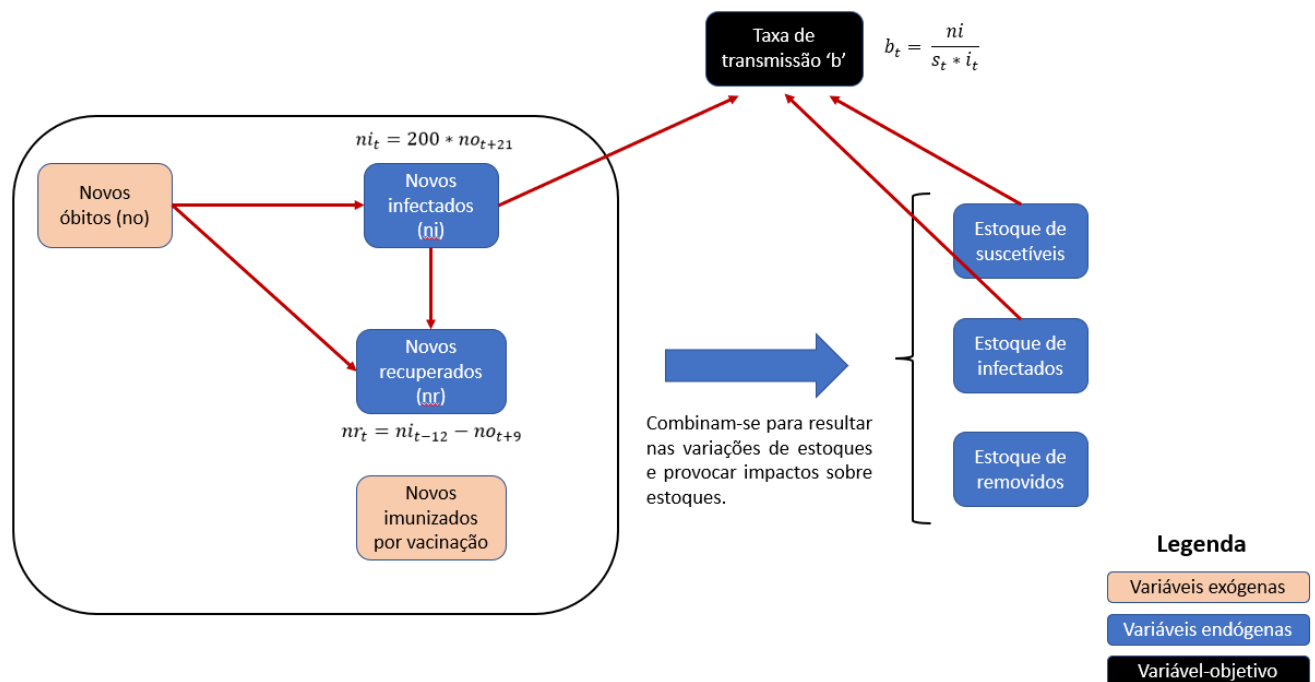 Taxa de
transmissão ‘b’
b_t = ni / s_t * i_t
ni_t = 200 * no_{t+21}
Novos
óbitos (no)
Novos
infectados
(ni)
Novos
recuperados
(nr)
nr_t = ni_{t−12} − no_{t+9}
Novos
imunizados
por vacinação
Combinam-se para resultar
nas variações de estoques
e provocar impactos sobre
estoques.
Estoque de
suscetíveis
Estoque de
infectados
Estoque de
removidos
Legenda
Variáveis exógenas
Variáveis endógenas
Variável-objetivo